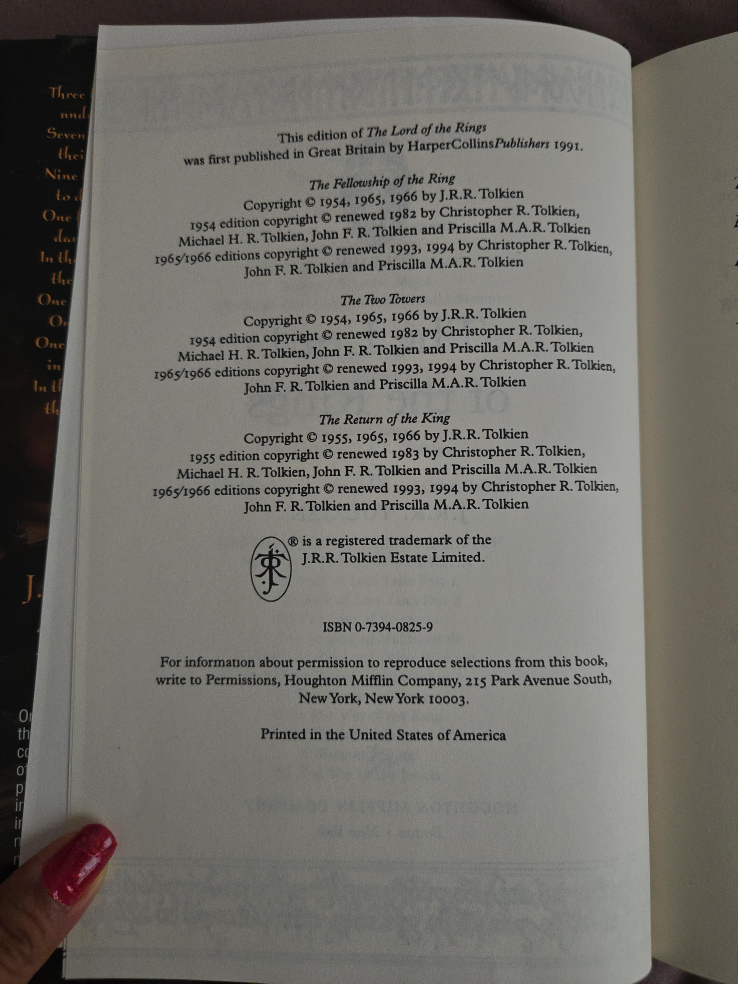 This edition of The Lord of the Rings
was first published in Great Britain by HarperCollinsPublishers 1991.
The Fellowship of the Ring
Copyright © 1954, 1965, 1966 by J.R.R. Tolkien
1954 edition copyright © renewed 1982 by Christopher R. Tolkien,
Michael H. R. Tolkien, John F. R. Tolkien and Priscilla M.A.R. Tolkien
1965/1966 editions copyright © renewed 1993, 1994 by Christopher R. Tolkien,
John F. R. Tolkien and Priscilla M.A.R. Tolkien
The Two Towers
Copyright © 1954, 1965, 1966 by J.R.R. Tolkien
1954 edition copyright © renewed 1982 by Christopher R. Tolkien,
Michael H. R. Tolkien, John F. R. Tolkien and Priscilla M.A.R. Tolkien
1965/1966 editions copyright © renewed 1993, 1994 by Christopher R. Tolkien,
John F. R. Tolkien and Priscilla M.A.R. Tolkien
The Return of the King
Copyright © 1955, 1965, 1966 by J.R.R. Tolkien
1955 edition copyright © renewed 1983 by Christopher R. Tolkien,
Michael H. R. Tolkien, John F. R. Tolkien and Priscilla M.A.R. Tolkien
1965/1966 editions copyright © renewed 1993, 1994 by Christopher R. Tolkien,
John F. R. Tolkien and Priscilla M.A.R. Tolkien
® is a registered trademark of the
J.R.R. Tolkien Estate Limited.
ISBN 0-7394-0825-9
For information about permission to reproduce selections from this book,
write to Permissions, Houghton Mifflin Company, 215 Park Avenue South,
New York, New York 10003.
Printed in the United States of America
Three
Seven
Nine
One
In the
the
One
One
in